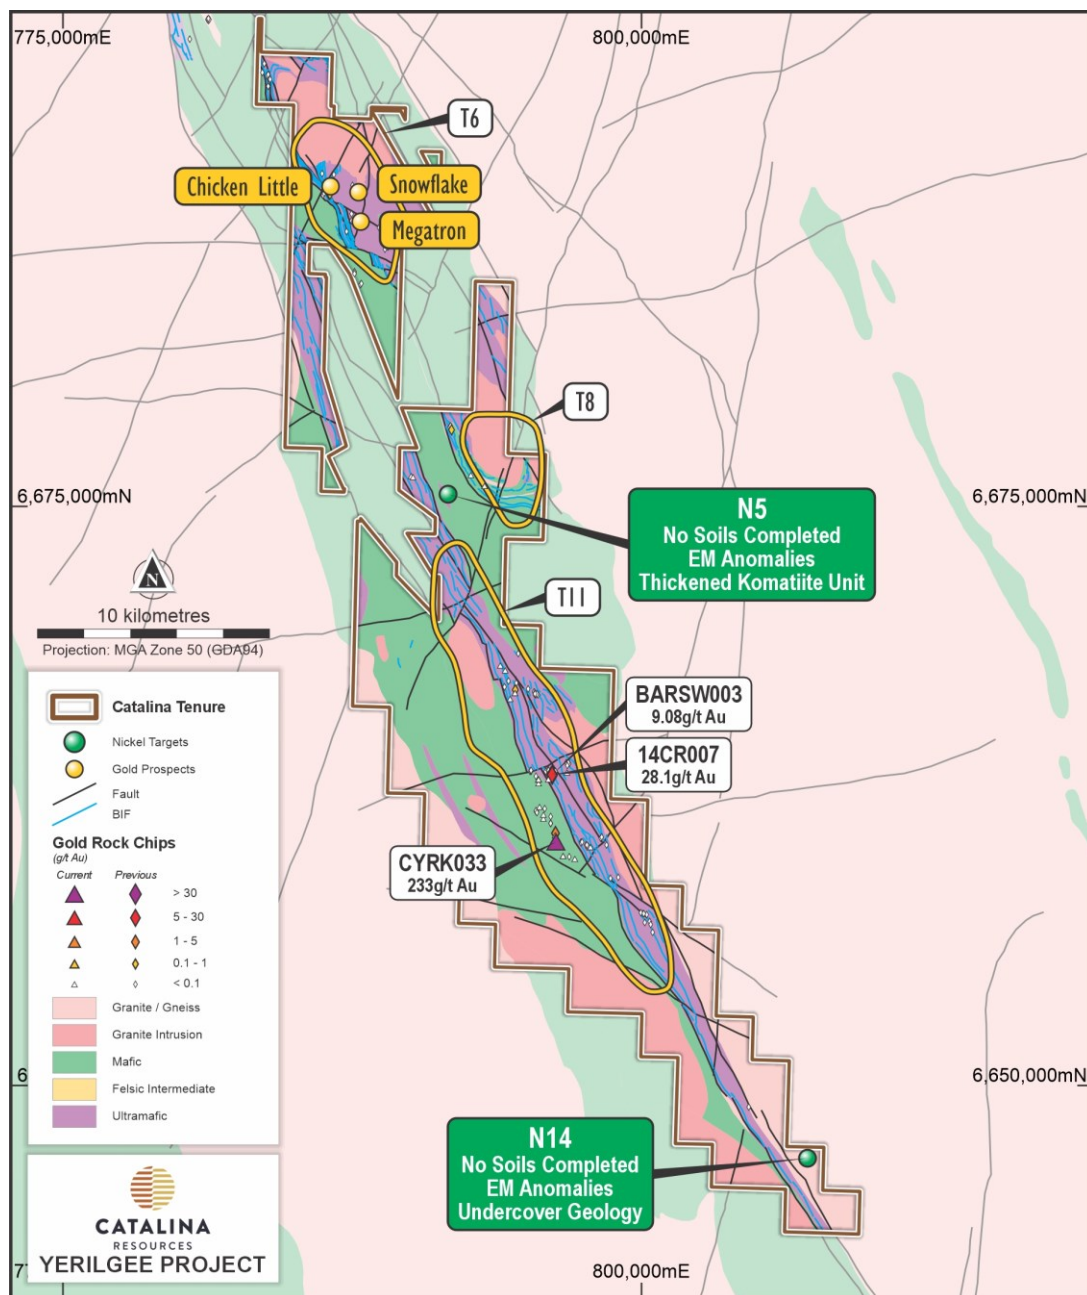 775,000mE
800,000mE
T6
Chicken Little
Snowflake
Megatron
T8
6,675,000mN
6,675,000mN
N5
No Soils Completed
EM Anomalies
Thickened Komatiite Unit
N
10 kilometres
Projection: MGA Zone 50 (GDA94)
T11
BARSW003
9.08g/t Au
14CR007
28.1g/t Au
CYRK033
233g/t Au
Catalina Tenure
Nickel Targets
Gold Prospects
Fault
BIF
Gold Rock Chips
(g/t Au)
Current Previous
> 30
5 - 30
1 - 5
0.1 - 1
< 0.1
Granite / Gneiss
Granite Intrusion
Mafic
Felsic Intermediate
Ultramafic
6,650,000mN
N14
No Soils Completed
EM Anomalies
Undercover Geology
CATALINA
RESOURCES
YERILGEE PROJECT
800,000mE